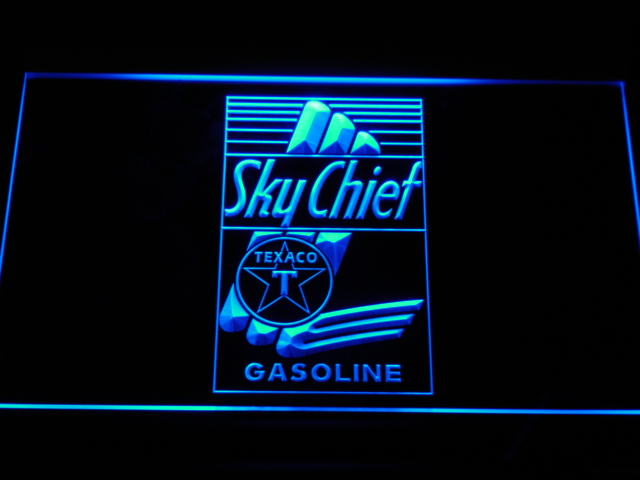 Sky Chief
TEXACO
T
GASOLINE